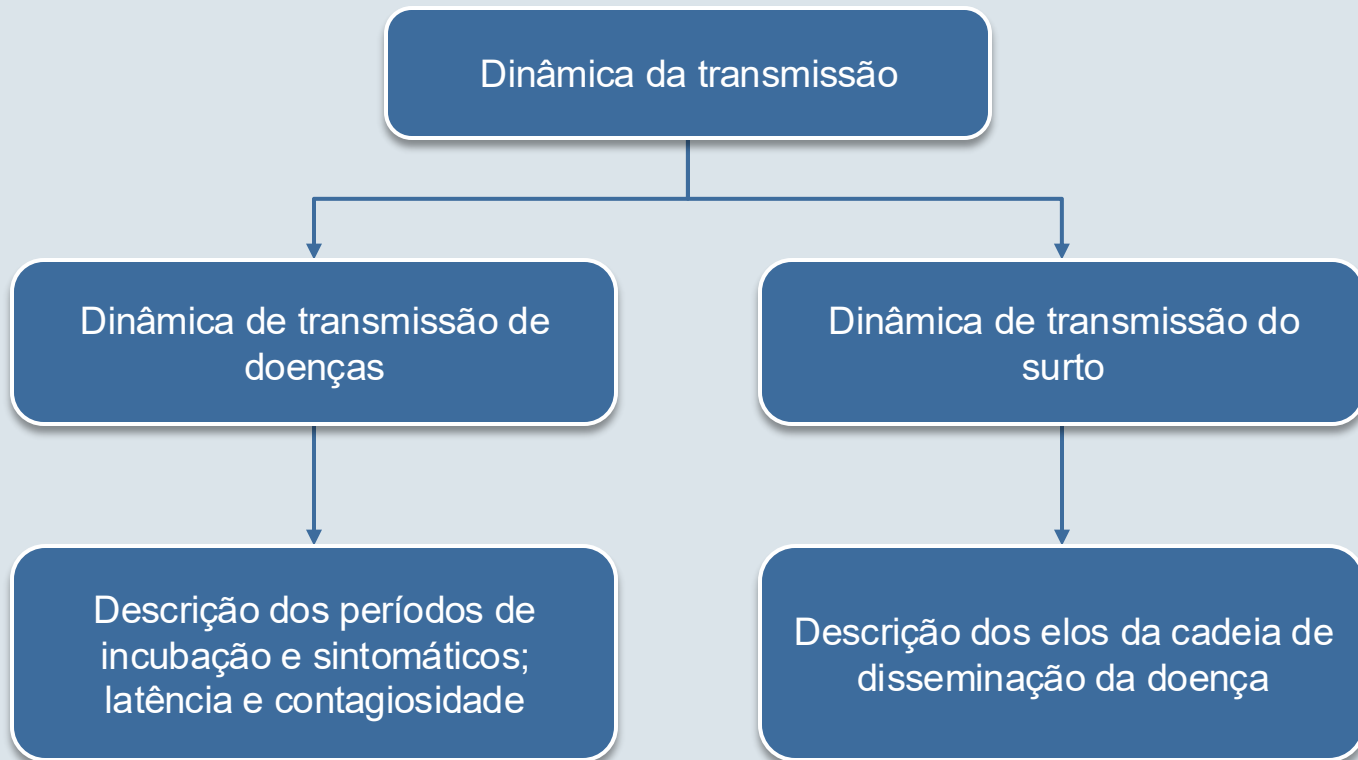 Dinâmica da transmissão
Dinâmica de transmissão de
doenças
Dinâmica de transmissão do
surto
Descrição dos períodos de
incubação e sintomáticos;
latência e contagiosidade
Descrição dos elos da cadeia de
disseminação da doença